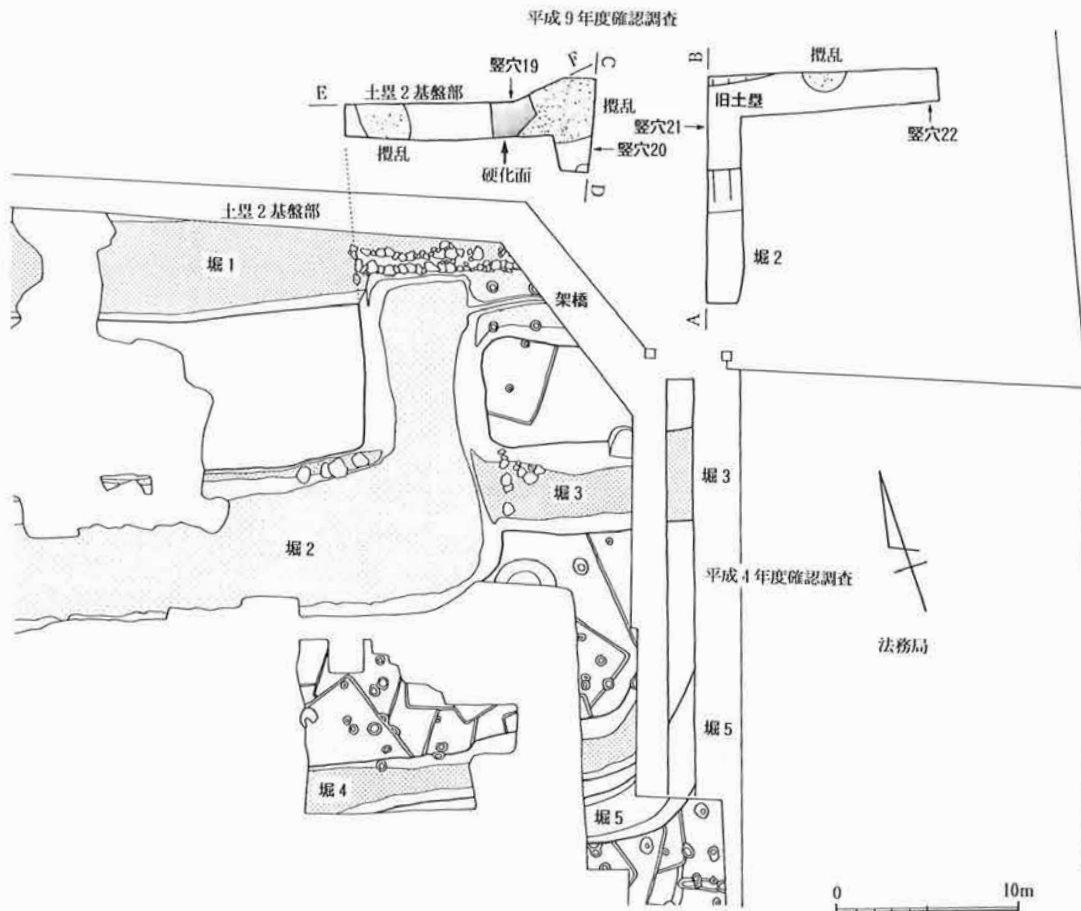 平成9年度確認調査
竪穴19
F
C
B
攪乱
E
土塁2基盤部
攪乱
旧土塁
竪穴21
竪穴22
竪穴20
攪乱
硬化面
D
土塁2基盤部
堀1
堀2
架橋
A
堀3
堀3
堀2
平成4年度確認調査
法務局
堀5
堀4
堀5
0
10m